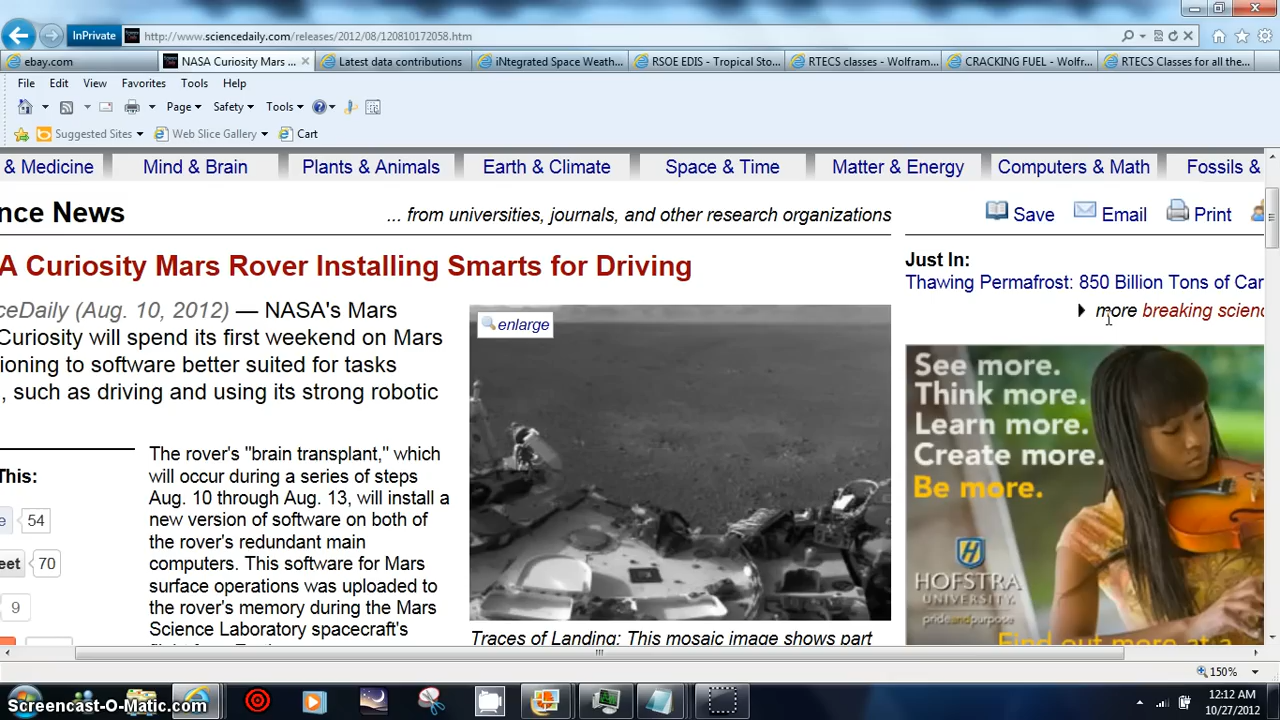 InPrivate
http://www.sciencedaily.com/releases/2012/08/120810172058.htm
ebay.com
NASA Curiosity Mars ...
Latest data contributions
iNtegrated Space Weath...
RSOE EDIS - Tropical Sto...
RTECS classes - Wolfram...
CRACKING FUEL - Wolfr...
RTECS Classes for all the...
File Edit View Favorites Tools Help
Page Safety Tools
Suggested Sites Web Slice Gallery Cart
& Medicine Mind & Brain Plants & Animals Earth & Climate Space & Time Matter & Energy Computers & Math Fossils &
nce News
... from universities, journals, and other research organizations
Save Email Print
A Curiosity Mars Rover Installing Smarts for Driving
ceDaily (Aug. 10, 2012) — NASA's Mars
Curiosity will spend its first weekend on Mars
ioning to software better suited for tasks
, such as driving and using its strong robotic
enlarge
This:
54
eet 70
9
The rover's "brain transplant," which
will occur during a series of steps
Aug. 10 through Aug. 13, will install a
new version of software on both of
the rover's redundant main
computers. This software for Mars
surface operations was uploaded to
the rover's memory during the Mars
Science Laboratory spacecraft's
Traces of Landing: This mosaic image shows part
Just In:
Thawing Permafrost: 850 Billion Tons of Car
more breaking scienc
See more.
Think more.
Learn more.
Create more.
Be more.
HOFSTRA
UNIVERSITY
pride and purpose
Find out more at a
150%
Screencast-O-Matic.com
12:12 AM
10/27/2012